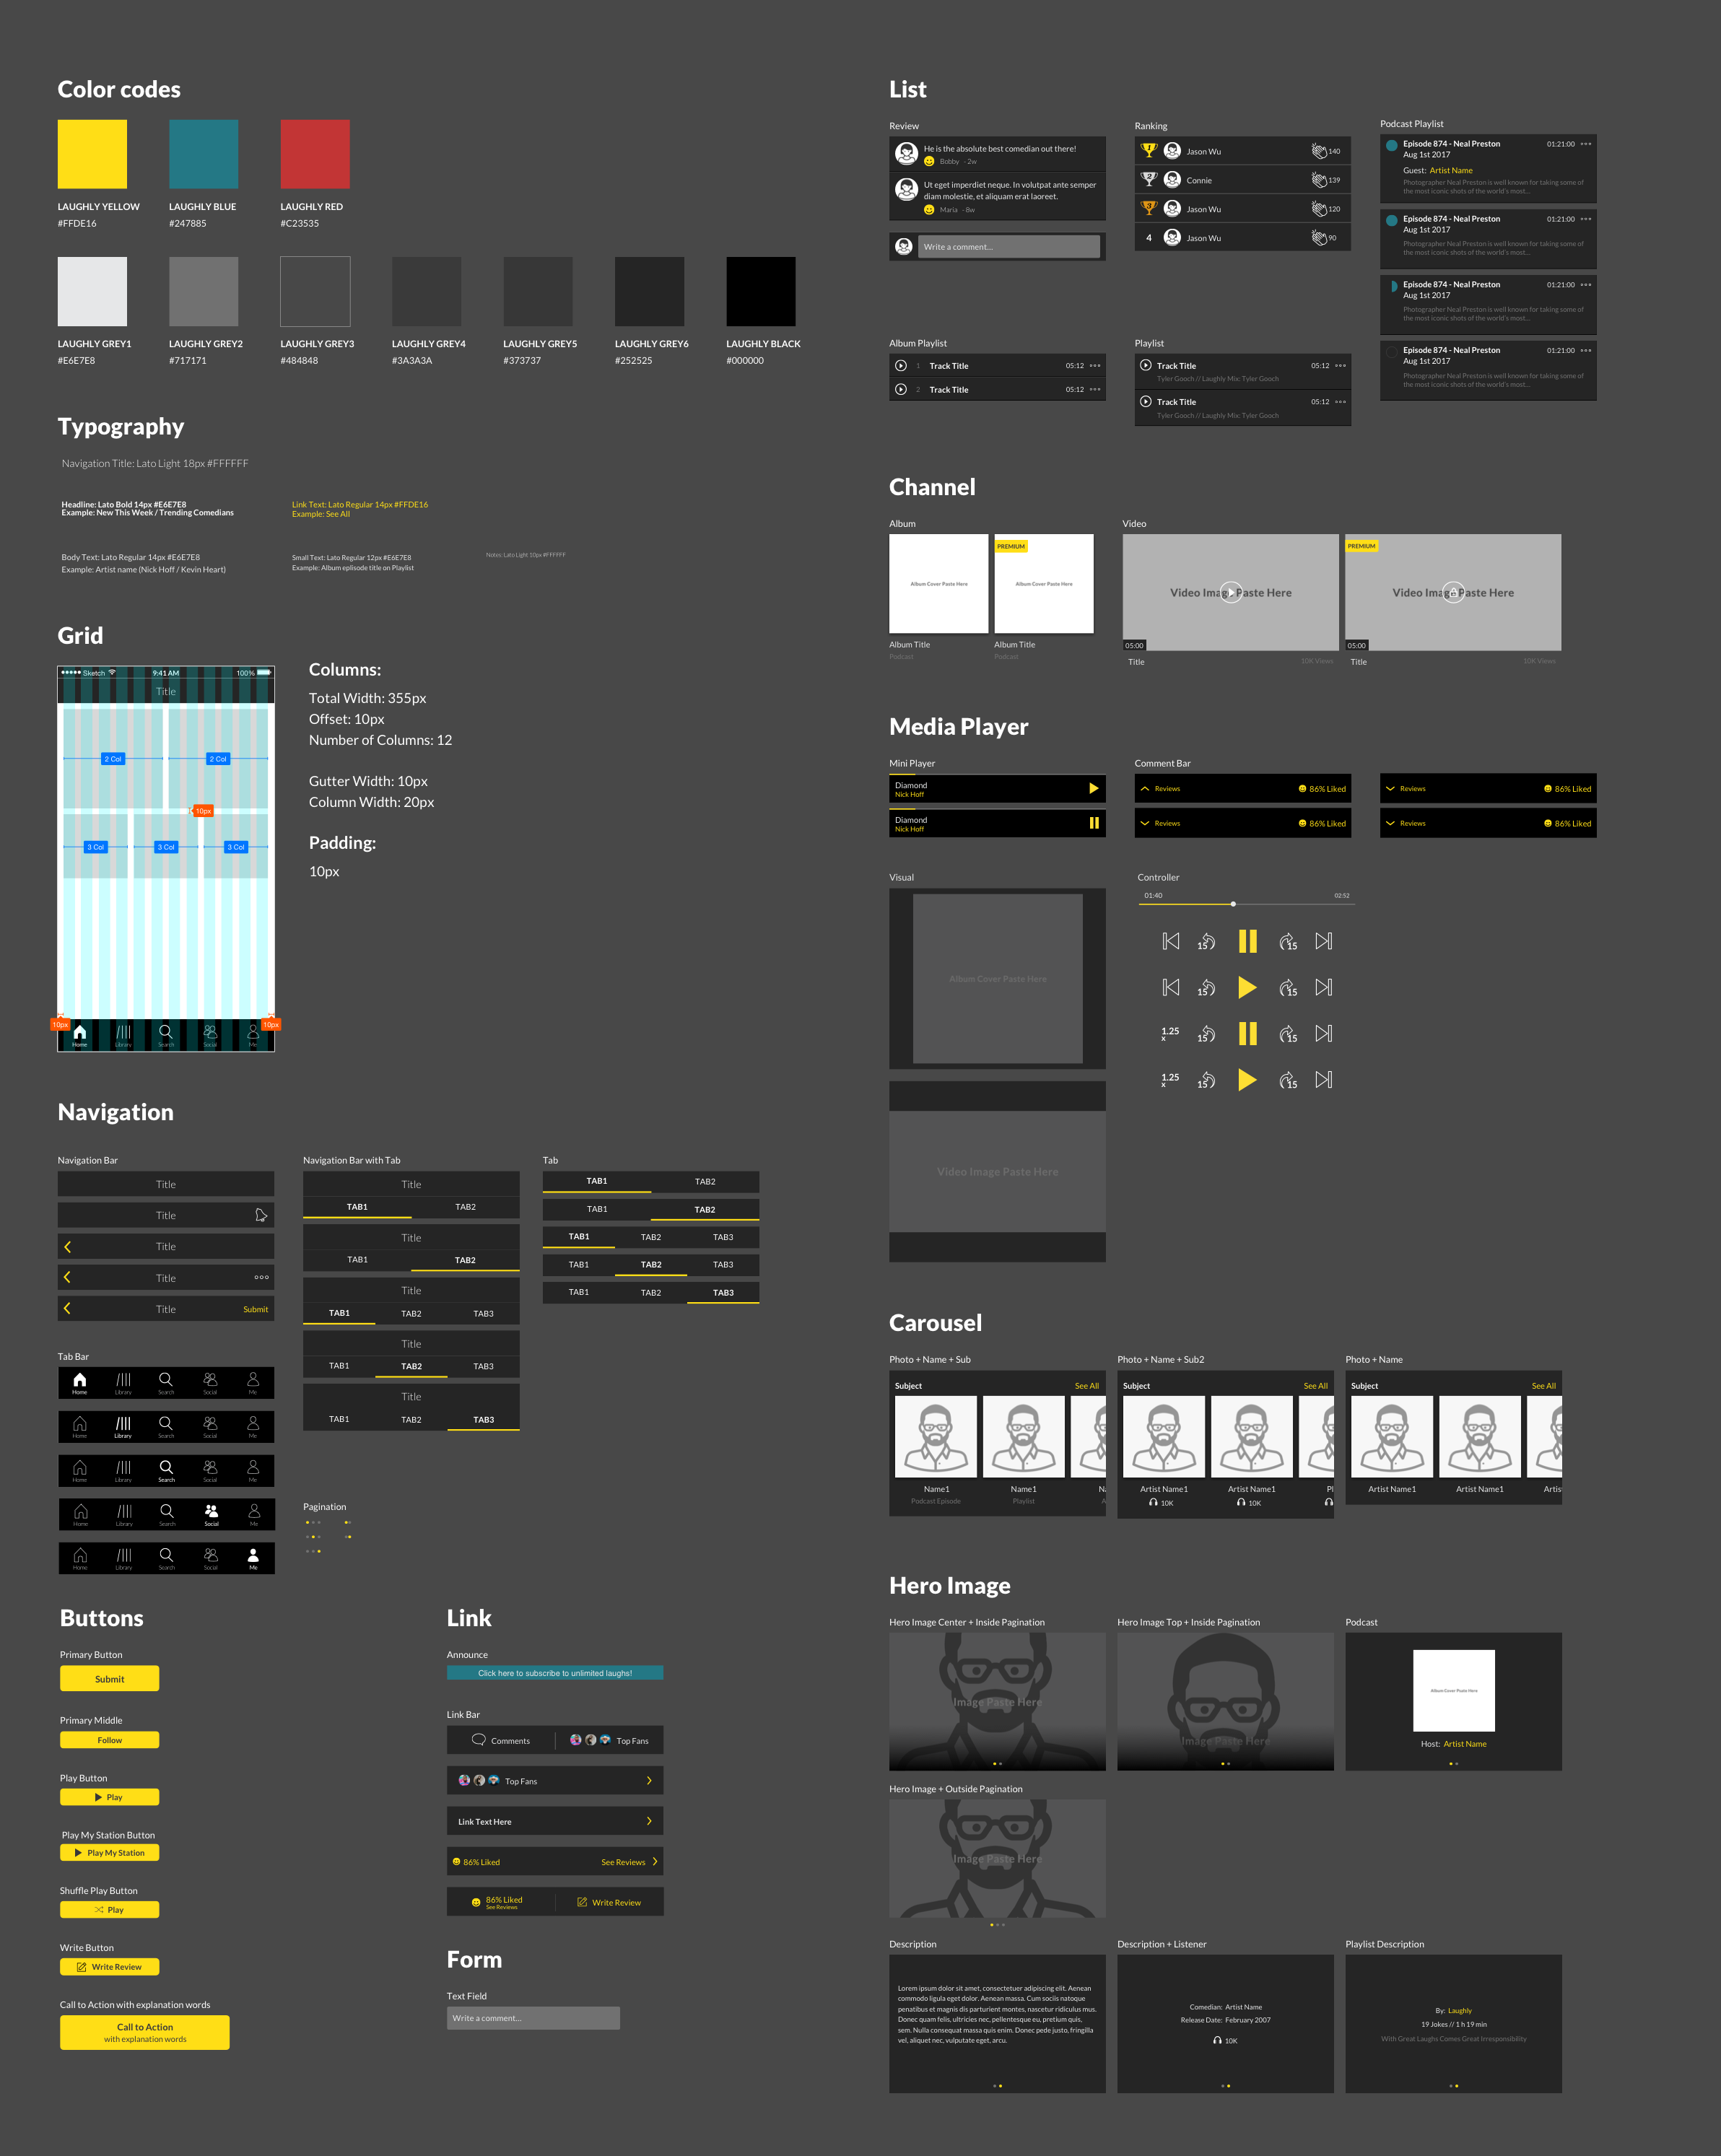 Color codes
LAUGHLY YELLOW
#FFDE16
LAUGHLY BLUE
#247885
LAUGHLY RED
#C23535
LAUGHLY GREY1
#E6E7E8
LAUGHLY GREY2
#717171
LAUGHLY GREY3
#484848
LAUGHLY GREY4
#3A3A3A
LAUGHLY GREY5
#373737
LAUGHLY GREY6
#252525
LAUGHLY BLACK
#000000
Typography
Navigation Title: Lato Light 18px #FFFFFF
Headline: Lato Bold 14px #E6E7E8
Example: New This Week / Trending Comedians
Link Text: Lato Regular 14px #FFDE16
Example: See All
Body Text: Lato Regular 14px #E6E7E8
Example: Artist name (Nick Hoff / Kevin Heart)
Small Text: Lato Regular 12px #E6E7E8
Example: Album episode title on Playlist
Notes: Lato Light 10px #FFFFFF
Grid
Sketch 9:41 AM 100%
Title
2 Col 2 Col
10px
3 Col 3 Col 3 Col
10px 10px
Home Library Search Social Me
Columns:
Total Width: 355px
Offset: 10px
Number of Columns: 12
Gutter Width: 10px
Column Width: 20px
Padding:
10px
Navigation
Navigation Bar
Title
Title
Title
Title
Title Submit
Tab Bar
Home Library Search Social Me
Home Library Search Social Me
Home Library Search Social Me
Home Library Search Social Me
Home Library Search Social Me
Navigation Bar with Tab
Title
TAB1 TAB2
Title
TAB1 TAB2
Title
TAB1 TAB2 TAB3
Title
TAB1 TAB2 TAB3
Title
TAB1 TAB2 TAB3
Tab
TAB1 TAB2
TAB1 TAB2
TAB1 TAB2 TAB3
TAB1 TAB2 TAB3
TAB1 TAB2 TAB3
Pagination
Buttons
Primary Button
Submit
Primary Middle
Follow
Play Button
Play
Play My Station Button
Play My Station
Shuffle Play Button
Play
Write Button
Write Review
Call to Action with explanation words
Call to Action
with explanation words
Link
Announce
Click here to subscribe to unlimited laughs!
Link Bar
Comments Top Fans
Top Fans
Link Text Here
86% Liked See Reviews
86% Liked
See Reviews
Write Review
Form
Text Field
Write a comment...
List
Review
He is the absolute best comedian out there!
Bobby - 2w
Ut eget imperdiet neque. In volutpat ante semper
diam molestie, et aliquam erat laoreet.
Maria - 8w
Write a comment...
Ranking
1 Jason Wu 140
2 Connie 139
3 Jason Wu 120
4 Jason Wu 90
Podcast Playlist
Episode 874 - Neal Preston 01:21:00
Aug 1st 2017
Guest: Artist Name
Photographer Neal Preston is well known for taking some of
the most iconic shots of the world's most...
Episode 874 - Neal Preston 01:21:00
Aug 1st 2017
Photographer Neal Preston is well known for taking some of
the most iconic shots of the world's most...
Episode 874 - Neal Preston 01:21:00
Aug 1st 2017
Photographer Neal Preston is well known for taking some of
the most iconic shots of the world's most...
Episode 874 - Neal Preston 01:21:00
Aug 1st 2017
Photographer Neal Preston is well known for taking some of
the most iconic shots of the world's most...
Album Playlist
1 Track Title 05:12
2 Track Title 05:12
Playlist
Track Title 05:12
Tyler Gooch // Laughly Mix: Tyler Gooch
Track Title 05:12
Tyler Gooch // Laughly Mix: Tyler Gooch
Channel
Album
Album Cover Paste Here
Album Title
Podcast
PREMIUM
Album Cover Paste Here
Album Title
Podcast
Video
Video Image Paste Here
05:00
Title 10K Views
PREMIUM
Video Image Paste Here
05:00
Title 10K Views
Media Player
Mini Player
Diamond
Nick Hoff
Diamond
Nick Hoff
Comment Bar
Reviews 86% Liked
Reviews 86% Liked
Reviews 86% Liked
Reviews 86% Liked
Visual
Album Cover Paste Here
Video Image Paste Here
Controller
01:40 02:52
15 15
15 15
1.25 x 15 15
1.25 x 15 15
Carousel
Photo + Name + Sub
Subject See All
Name1 Name1 N
Podcast Episode Playlist A
Photo + Name + Sub2
Subject See All
Artist Name1 Artist Name1 Pl
10K 10K
Photo + Name
Subject See All
Artist Name1 Artist Name1 Artis
Hero Image
Hero Image Center + Inside Pagination
Image Paste Here
Hero Image Top + Inside Pagination
Image Paste Here
Podcast
Album Cover Paste Here
Host: Artist Name
Hero Image + Outside Pagination
Image Paste Here
Description
Lorem ipsum dolor sit amet, consectetuer adipiscing elit. Aenean
commodo ligula eget dolor. Aenean massa. Cum sociis natoque
penatibus et magnis dis parturient montes, nascetur ridiculus mus.
Donec quam felis, ultricies nec, pellentesque eu, pretium quis,
sem. Nulla consequat massa quis enim. Donec pede justo, fringilla
vel, aliquet nec, vulputate eget, arcu.
Description + Listener
Comedian: Artist Name
Release Date: February 2007
10K
Playlist Description
By: Laughly
19 Jokes // 1 h 19 min
With Great Laughs Comes Great Irresponsibility